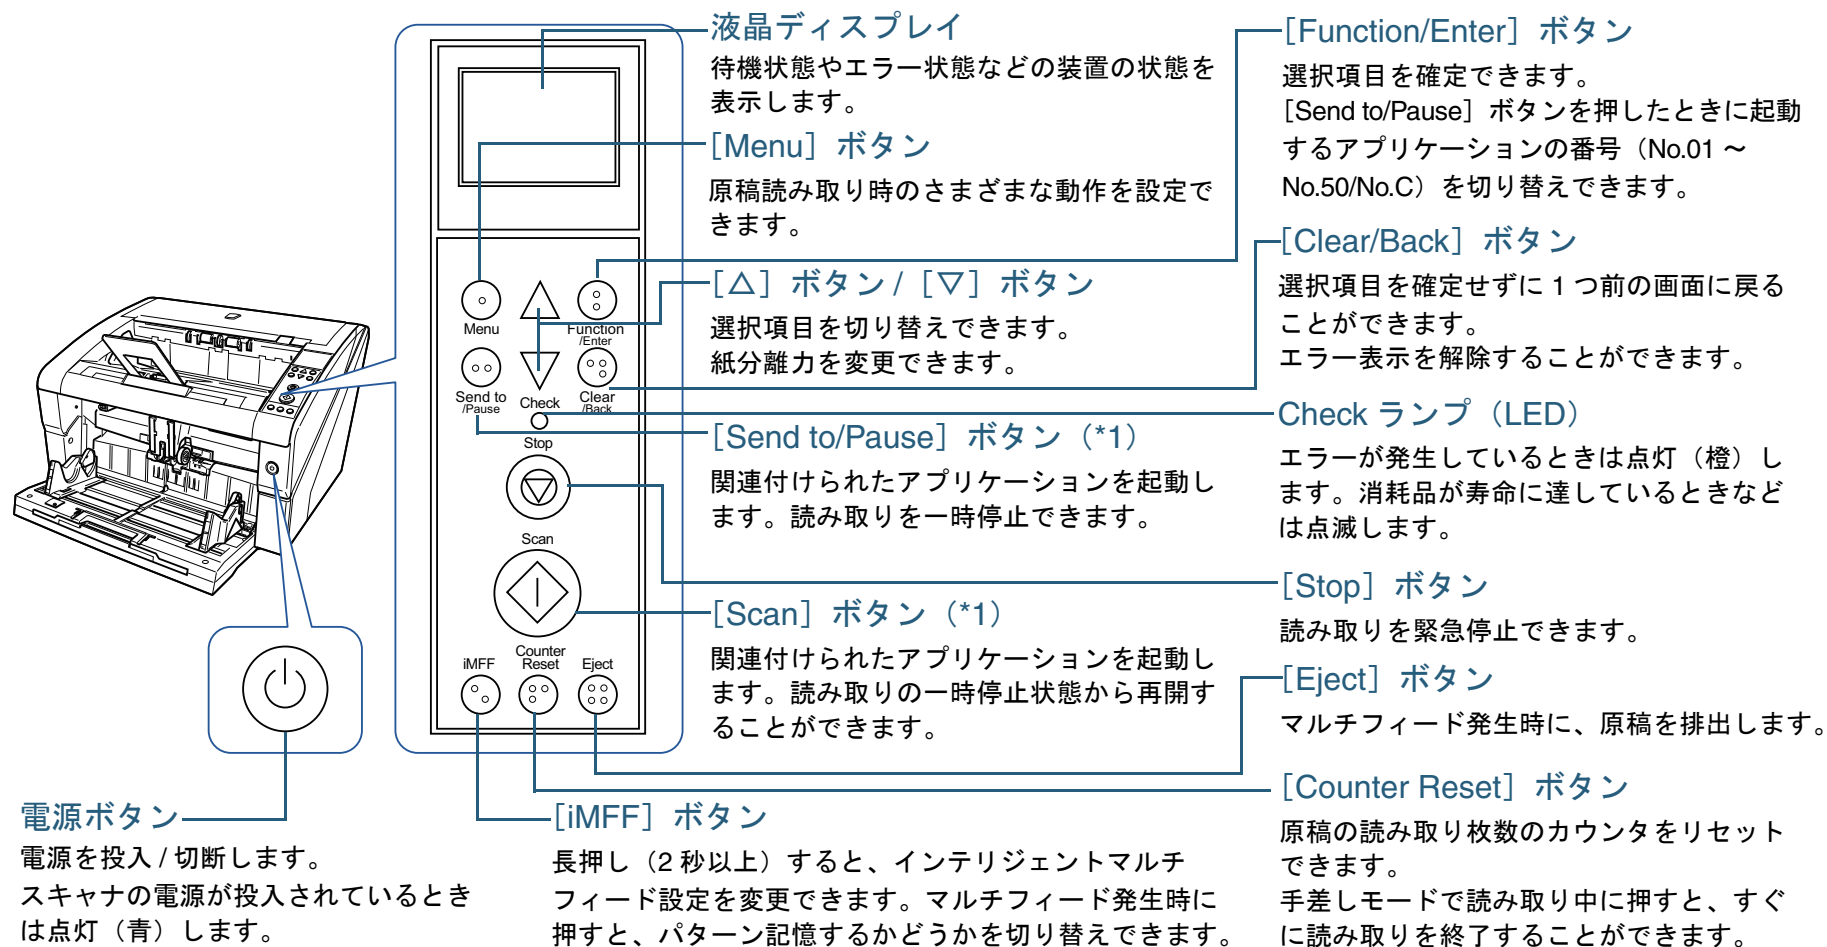 液晶ディスプレイ
待機状態やエラー状態などの装置の状態を
表示します。
［Menu］ボタン
原稿読み取り時のさまざまな動作を設定で
きます。
［△］ボタン / ［▽］ボタン
選択項目を切り替えできます。
紙分離力を変更できます。
［Send to/Pause］ボタン（*1）
関連付けられたアプリケーションを起動し
ます。読み取りを一時停止できます。
［Scan］ボタン（*1）
関連付けられたアプリケーションを起動し
ます。読み取りの一時停止状態から再開す
ることができます。
［Function/Enter］ボタン
選択項目を確定できます。
［Send to/Pause］ボタンを押したときに起動
するアプリケーションの番号（No.01 ～
No.50/No.C）を切り替えできます。
［Clear/Back］ボタン
選択項目を確定せずに 1 つ前の画面に戻る
ことができます。
エラー表示を解除することができます。
Check ランプ（LED）
エラーが発生しているときは点灯（橙）し
ます。消耗品が寿命に達しているときなど
は点滅します。
［Stop］ボタン
読み取りを緊急停止できます。
［Eject］ボタン
マルチフィード発生時に、原稿を排出します。
［Counter Reset］ボタン
原稿の読み取り枚数のカウンタをリセット
できます。
手差しモードで読み取り中に押すと、すぐ
に読み取りを終了することができます。
Menu
Function
/Enter
Send to
/Pause
Check
Clear
/Back
Stop
Scan
iMFF
Counter
Reset
Eject
電源ボタン
電源を投入 / 切断します。
スキャナの電源が投入されているとき
は点灯（青）します。
［iMFF］ボタン
長押し（2 秒以上）すると、インテリジェントマルチ
フィード設定を変更できます。マルチフィード発生時に
押すと、パターン記憶するかどうかを切り替えできます。